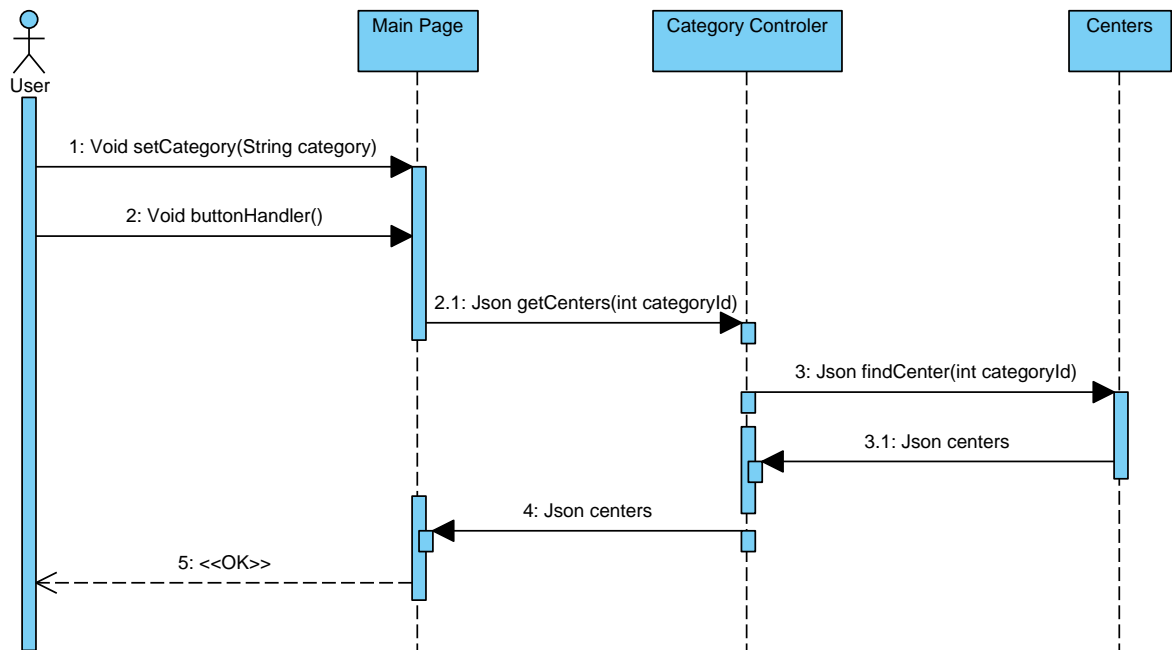 Main Page
Category Controler
Centers
User
1: Void setCategory(String category)
2: Void buttonHandler()
2.1: Json getCenters(int categoryId)
3: Json findCenter(int categoryId)
3.1: Json centers
4: Json centers
5: <<OK>>